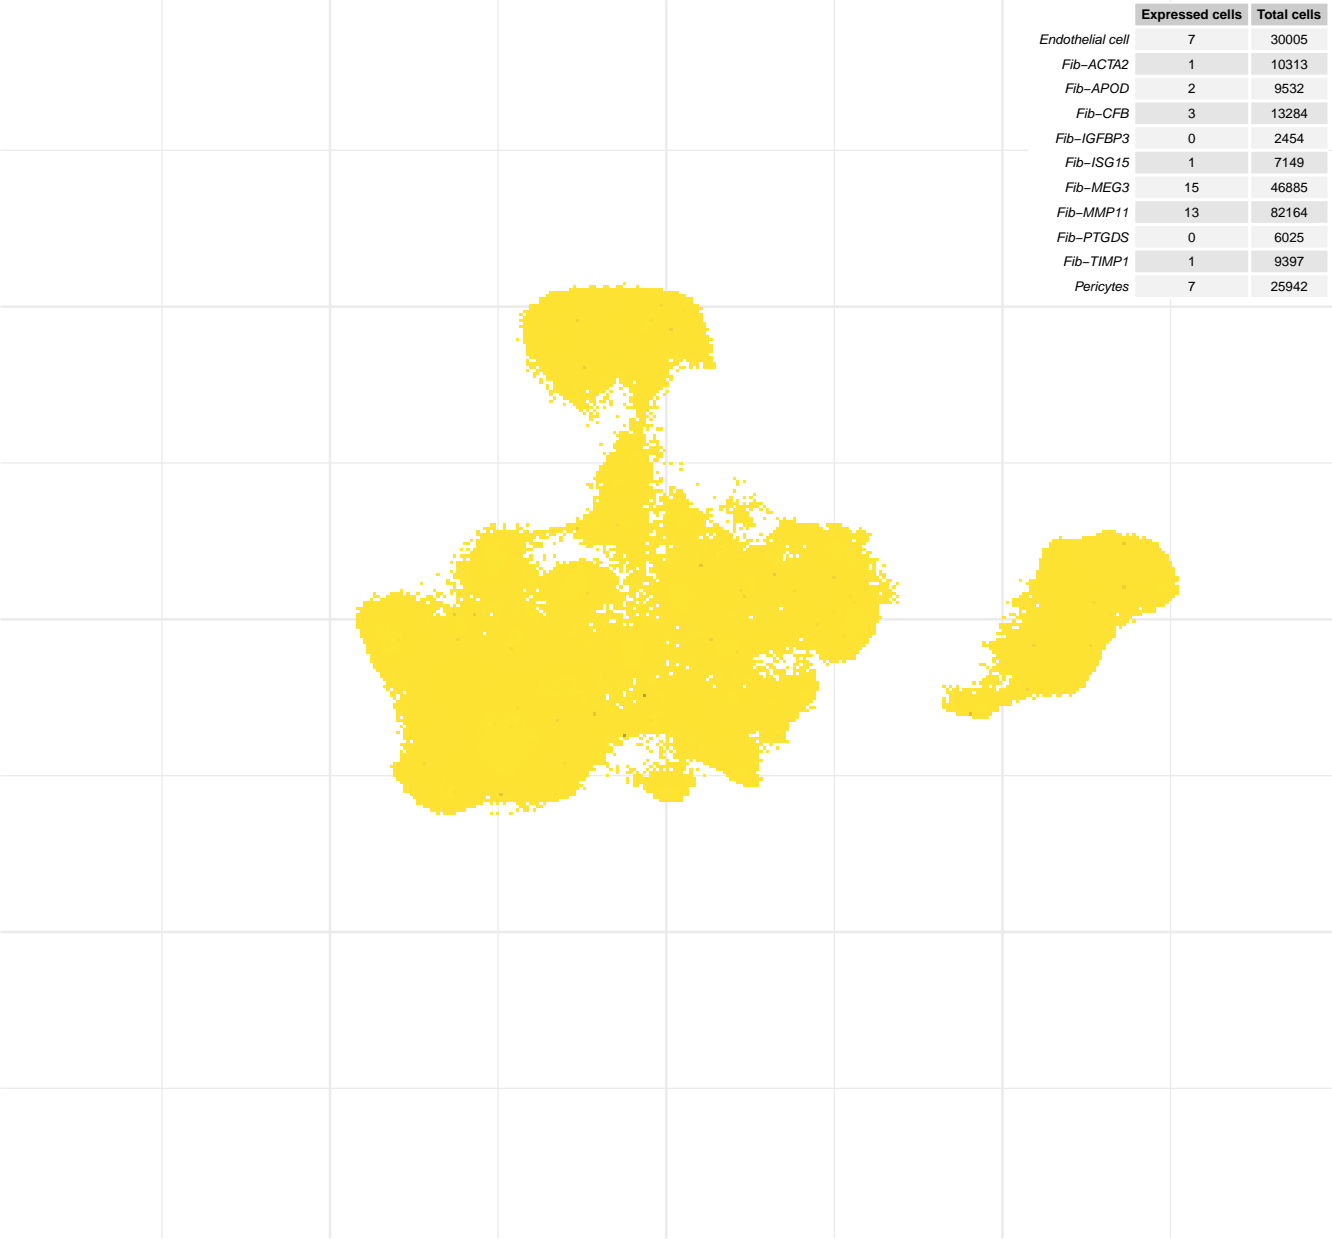 Expressed cells Total cells
Endothelial cell 7 30005
Fib−ACTA2 1 10313
Fib−APOD 2 9532
Fib−CFB 3 13284
Fib−IGFBP3 0 2454
Fib−ISG15 1 7149
Fib−MEG3 15 46885
Fib−MMP11 13 82164
Fib−PTGDS 0 6025
Fib−TIMP1 1 9397
Pericytes 7 25942